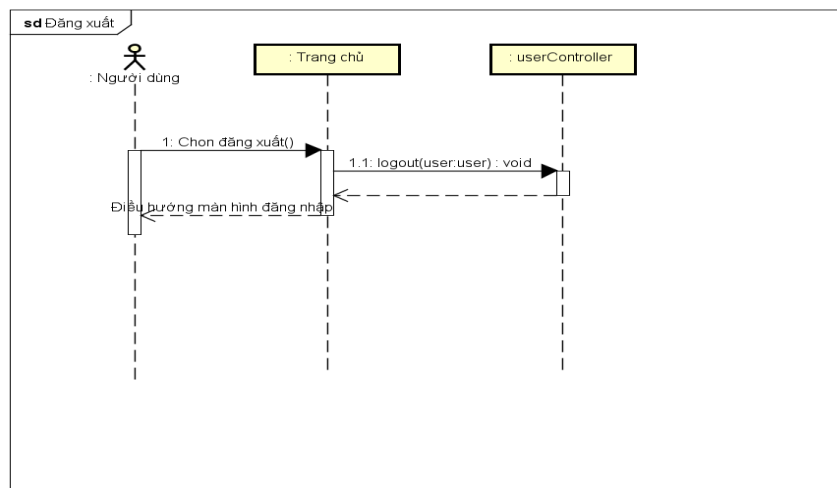 sd Đăng xuất
: Người dùng
: Trang chủ
: userController
1: Chon đăng xuất()
1.1: logout(user:user) : void
Điều hướng màn hình đăng nhập